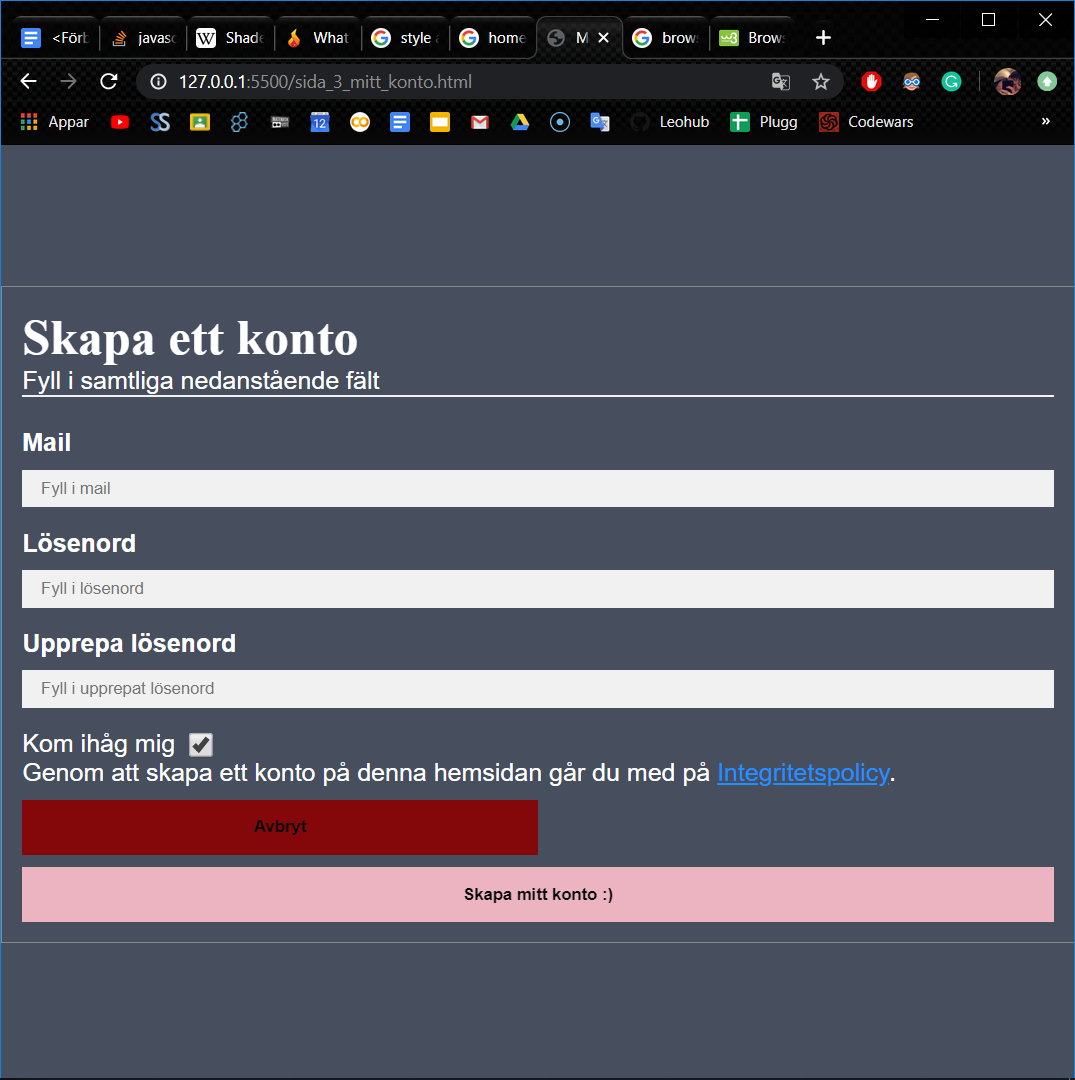 <Förb
javasc
W
Shade
What
style a
home
M
brow
w3
Brows
127.0.0.1:5500/sida_3_mitt_konto.html
Appar
SS
12
Leohub
Plugg
Codewars
»
Skapa ett konto
Fyll i samtliga nedanstående fält
Mail
Fyll i mail
Lösenord
Fyll i lösenord
Upprepa lösenord
Fyll i upprepat lösenord
Kom ihåg mig
Genom att skapa ett konto på denna hemsidan går du med på Integritetspolicy.
Avbryt
Skapa mitt konto :)